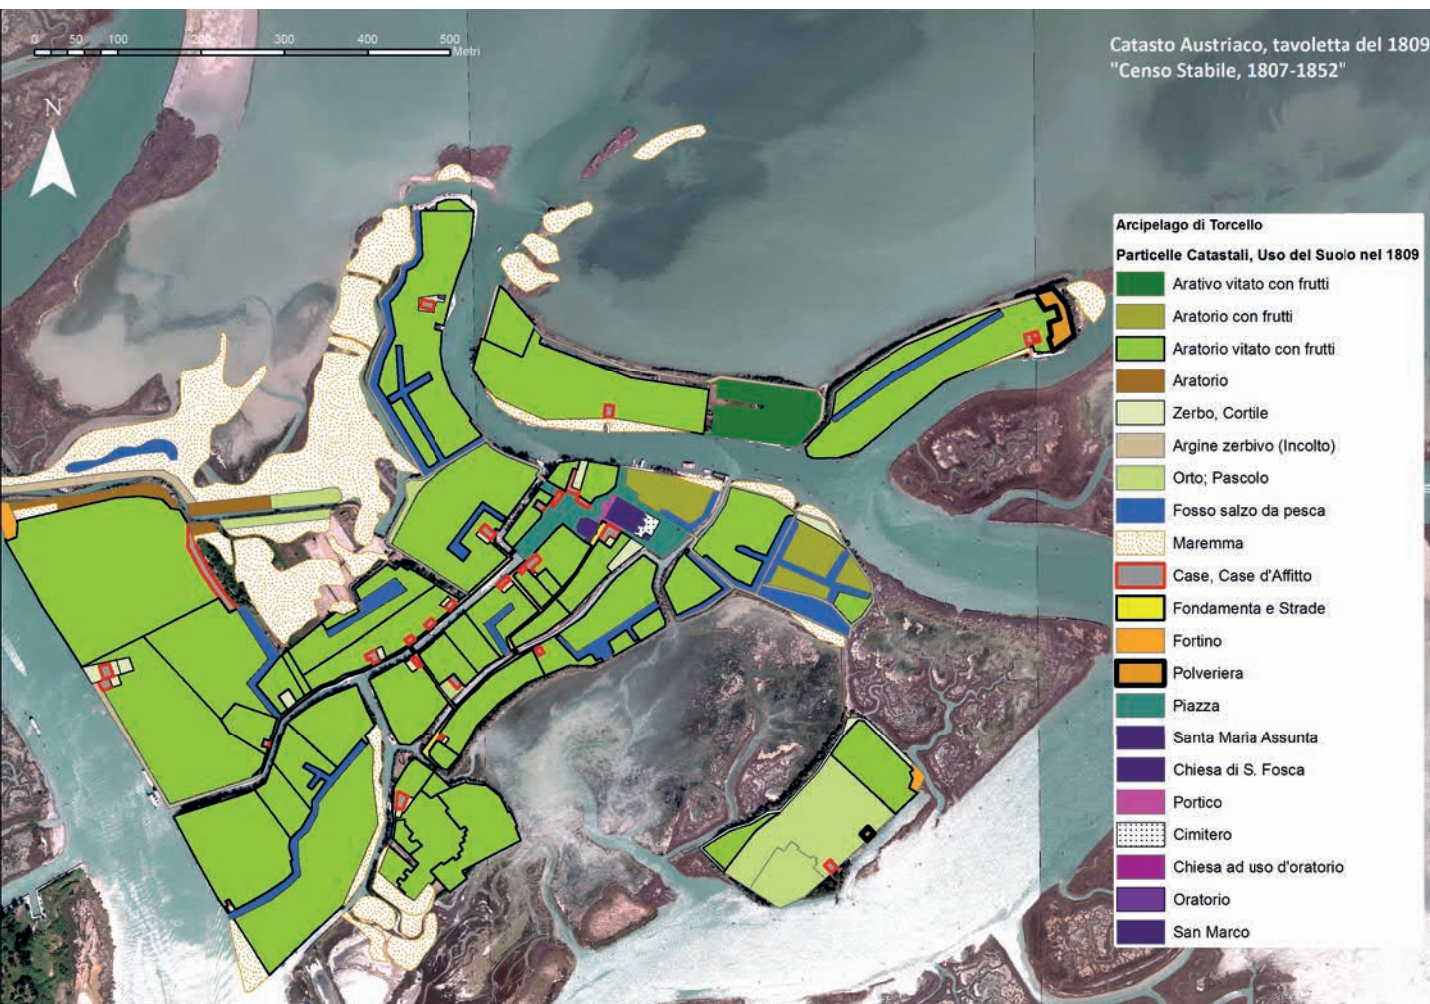 0 50 100 200 300 400 500
Metri
Catasto Austriaco, tavoletta del 1809
"Censo Stabile, 1807-1852"
N
Arcipelago di Torcello
Particelle Catastali, Uso del Suolo nel 1809
Arativo vitato con frutti
Aratorio con frutti
Aratorio vitato con frutti
Aratorio
Zerbo, Cortile
Argine zerbivo (Incolto)
Orto; Pascolo
Fosso salzo da pesca
Maremma
Case, Case d'Affitto
Fondamenta e Strade
Fortino
Polveriera
Piazza
Santa Maria Assunta
Chiesa di S. Fosca
Portico
Cimitero
Chiesa ad uso d'oratorio
Oratorio
San Marco